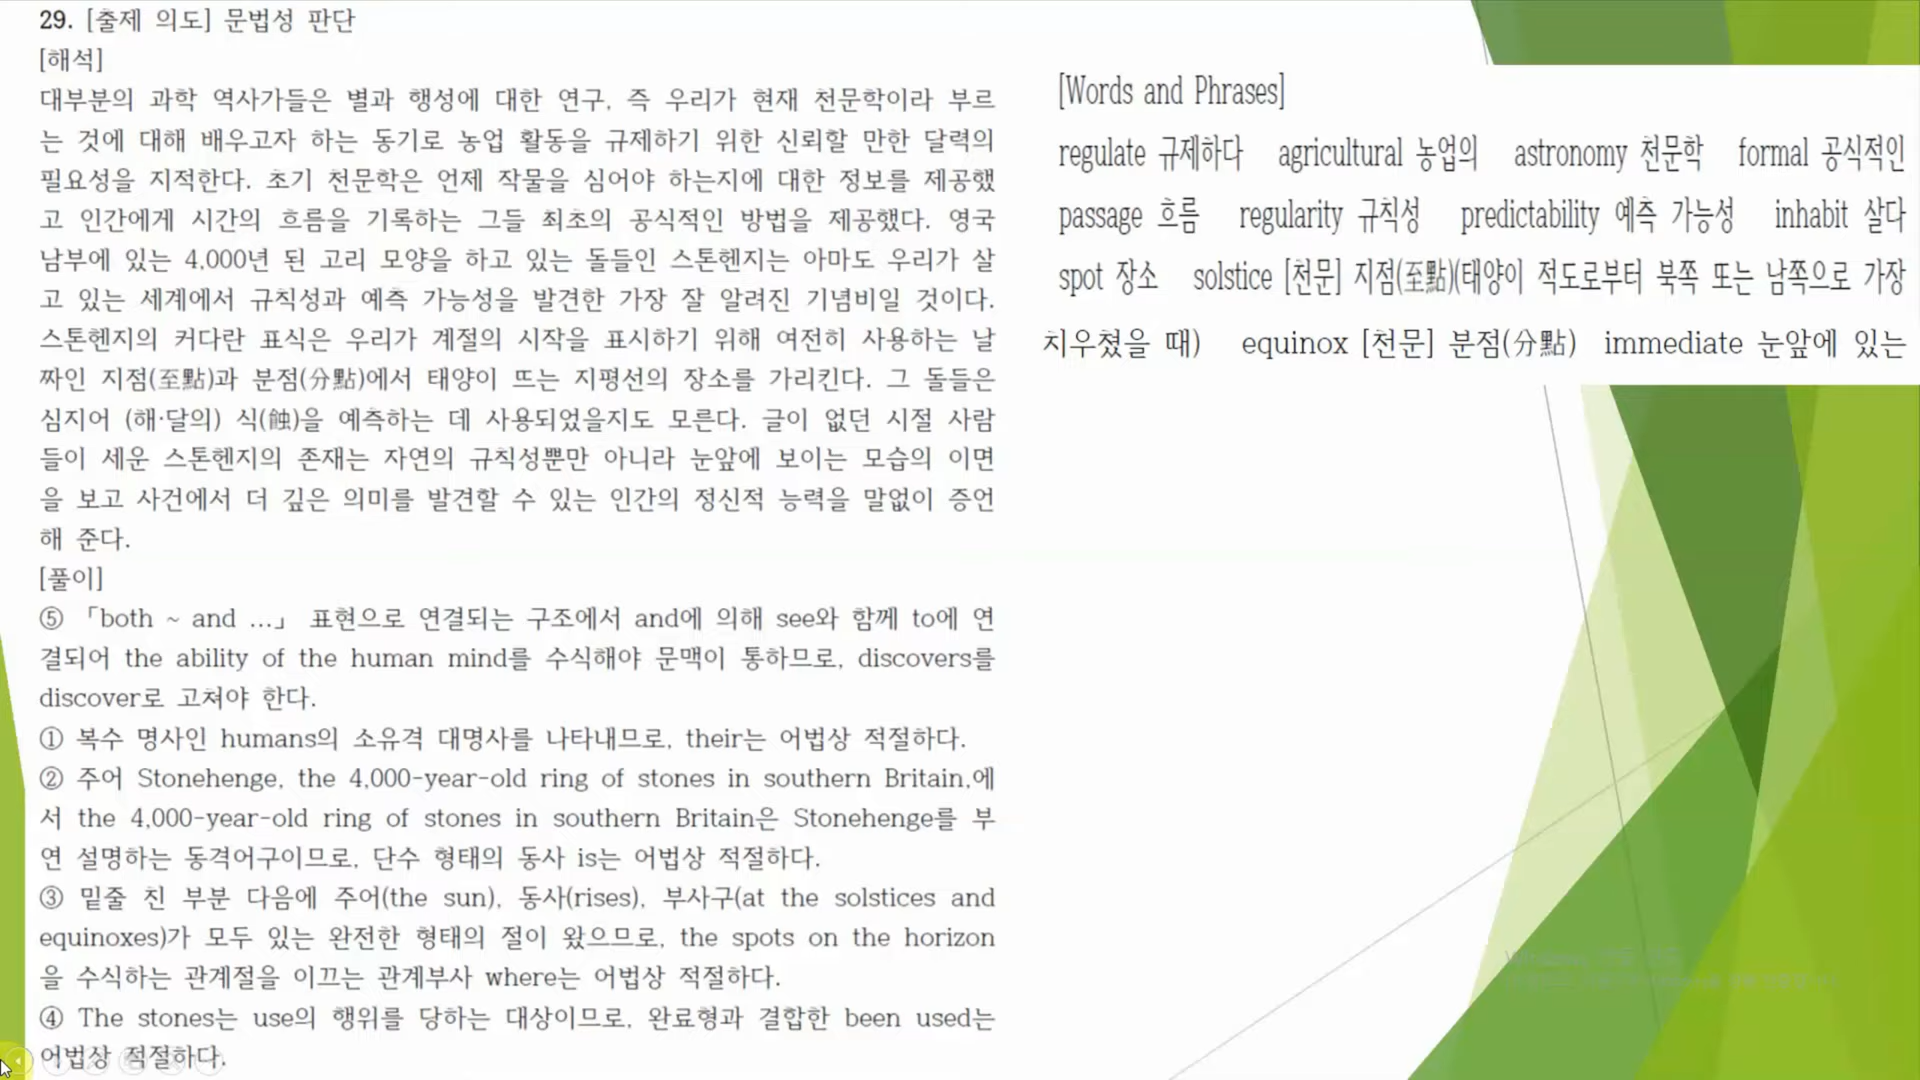 29. [출제 의도] 문법성 판단
[해석]
대부분의 과학 역사가들은 별과 행성에 대한 연구, 즉 우리가 현재 천문학이라 부르
는 것에 대해 배우고자 하는 동기로 농업 활동을 규제하기 위한 신뢰할 만한 달력의
필요성을 지적한다. 초기 천문학은 언제 작물을 심어야 하는지에 대한 정보를 제공했
고 인간에게 시간의 흐름을 기록하는 그들 최초의 공식적인 방법을 제공했다. 영국
남부에 있는 4,000년 된 고리 모양을 하고 있는 돌들인 스톤헨지는 아마도 우리가 살
고 있는 세계에서 규칙성과 예측 가능성을 발견한 가장 잘 알려진 기념비일 것이다.
스톤헨지의 커다란 표식은 우리가 계절의 시작을 표시하기 위해 여전히 사용하는 날
짜인 지점(至點)과 분점(分點)에서 태양이 뜨는 지평선의 장소를 가리킨다. 그 돌들은
심지어 (해·달의) 식(蝕)을 예측하는 데 사용되었을지도 모른다. 글이 없던 시절 사람
들이 세운 스톤헨지의 존재는 자연의 규칙성뿐만 아니라 눈앞에 보이는 모습의 이면
을 보고 사건에서 더 깊은 의미를 발견할 수 있는 인간의 정신적 능력을 말없이 증언
해 준다.
[풀이]
⑤ 「both ~ and …」 표현으로 연결되는 구조에서 and에 의해 see와 함께 to에 연
결되어 the ability of the human mind를 수식해야 문맥이 통하므로, discovers를
discover로 고쳐야 한다.
① 복수 명사인 humans의 소유격 대명사를 나타내므로, their는 어법상 적절하다.
② 주어 Stonehenge, the 4,000-year-old ring of stones in southern Britain,에
서 the 4,000-year-old ring of stones in southern Britain은 Stonehenge를 부
연 설명하는 동격어구이므로, 단수 형태의 동사 is는 어법상 적절하다.
③ 밑줄 친 부분 다음에 주어(the sun), 동사(rises), 부사구(at the solstices and
equinoxes)가 모두 있는 완전한 형태의 절이 왔으므로, the spots on the horizon
을 수식하는 관계절을 이끄는 관계부사 where는 어법상 적절하다.
④ The stones는 use의 행위를 당하는 대상이므로, 완료형과 결합한 been used는
어법상 적절하다.
[Words and Phrases]
regulate 규제하다 agricultural 농업의 astronomy 천문학 formal 공식적인
passage 흐름 regularity 규칙성 predictability 예측 가능성 inhabit 살다
spot 장소 solstice [천문] 지점(至點)(태양이 적도로부터 북쪽 또는 남쪽으로 가장
치우쳤을 때) equinox [천문] 분점(分點) immediate 눈앞에 있는